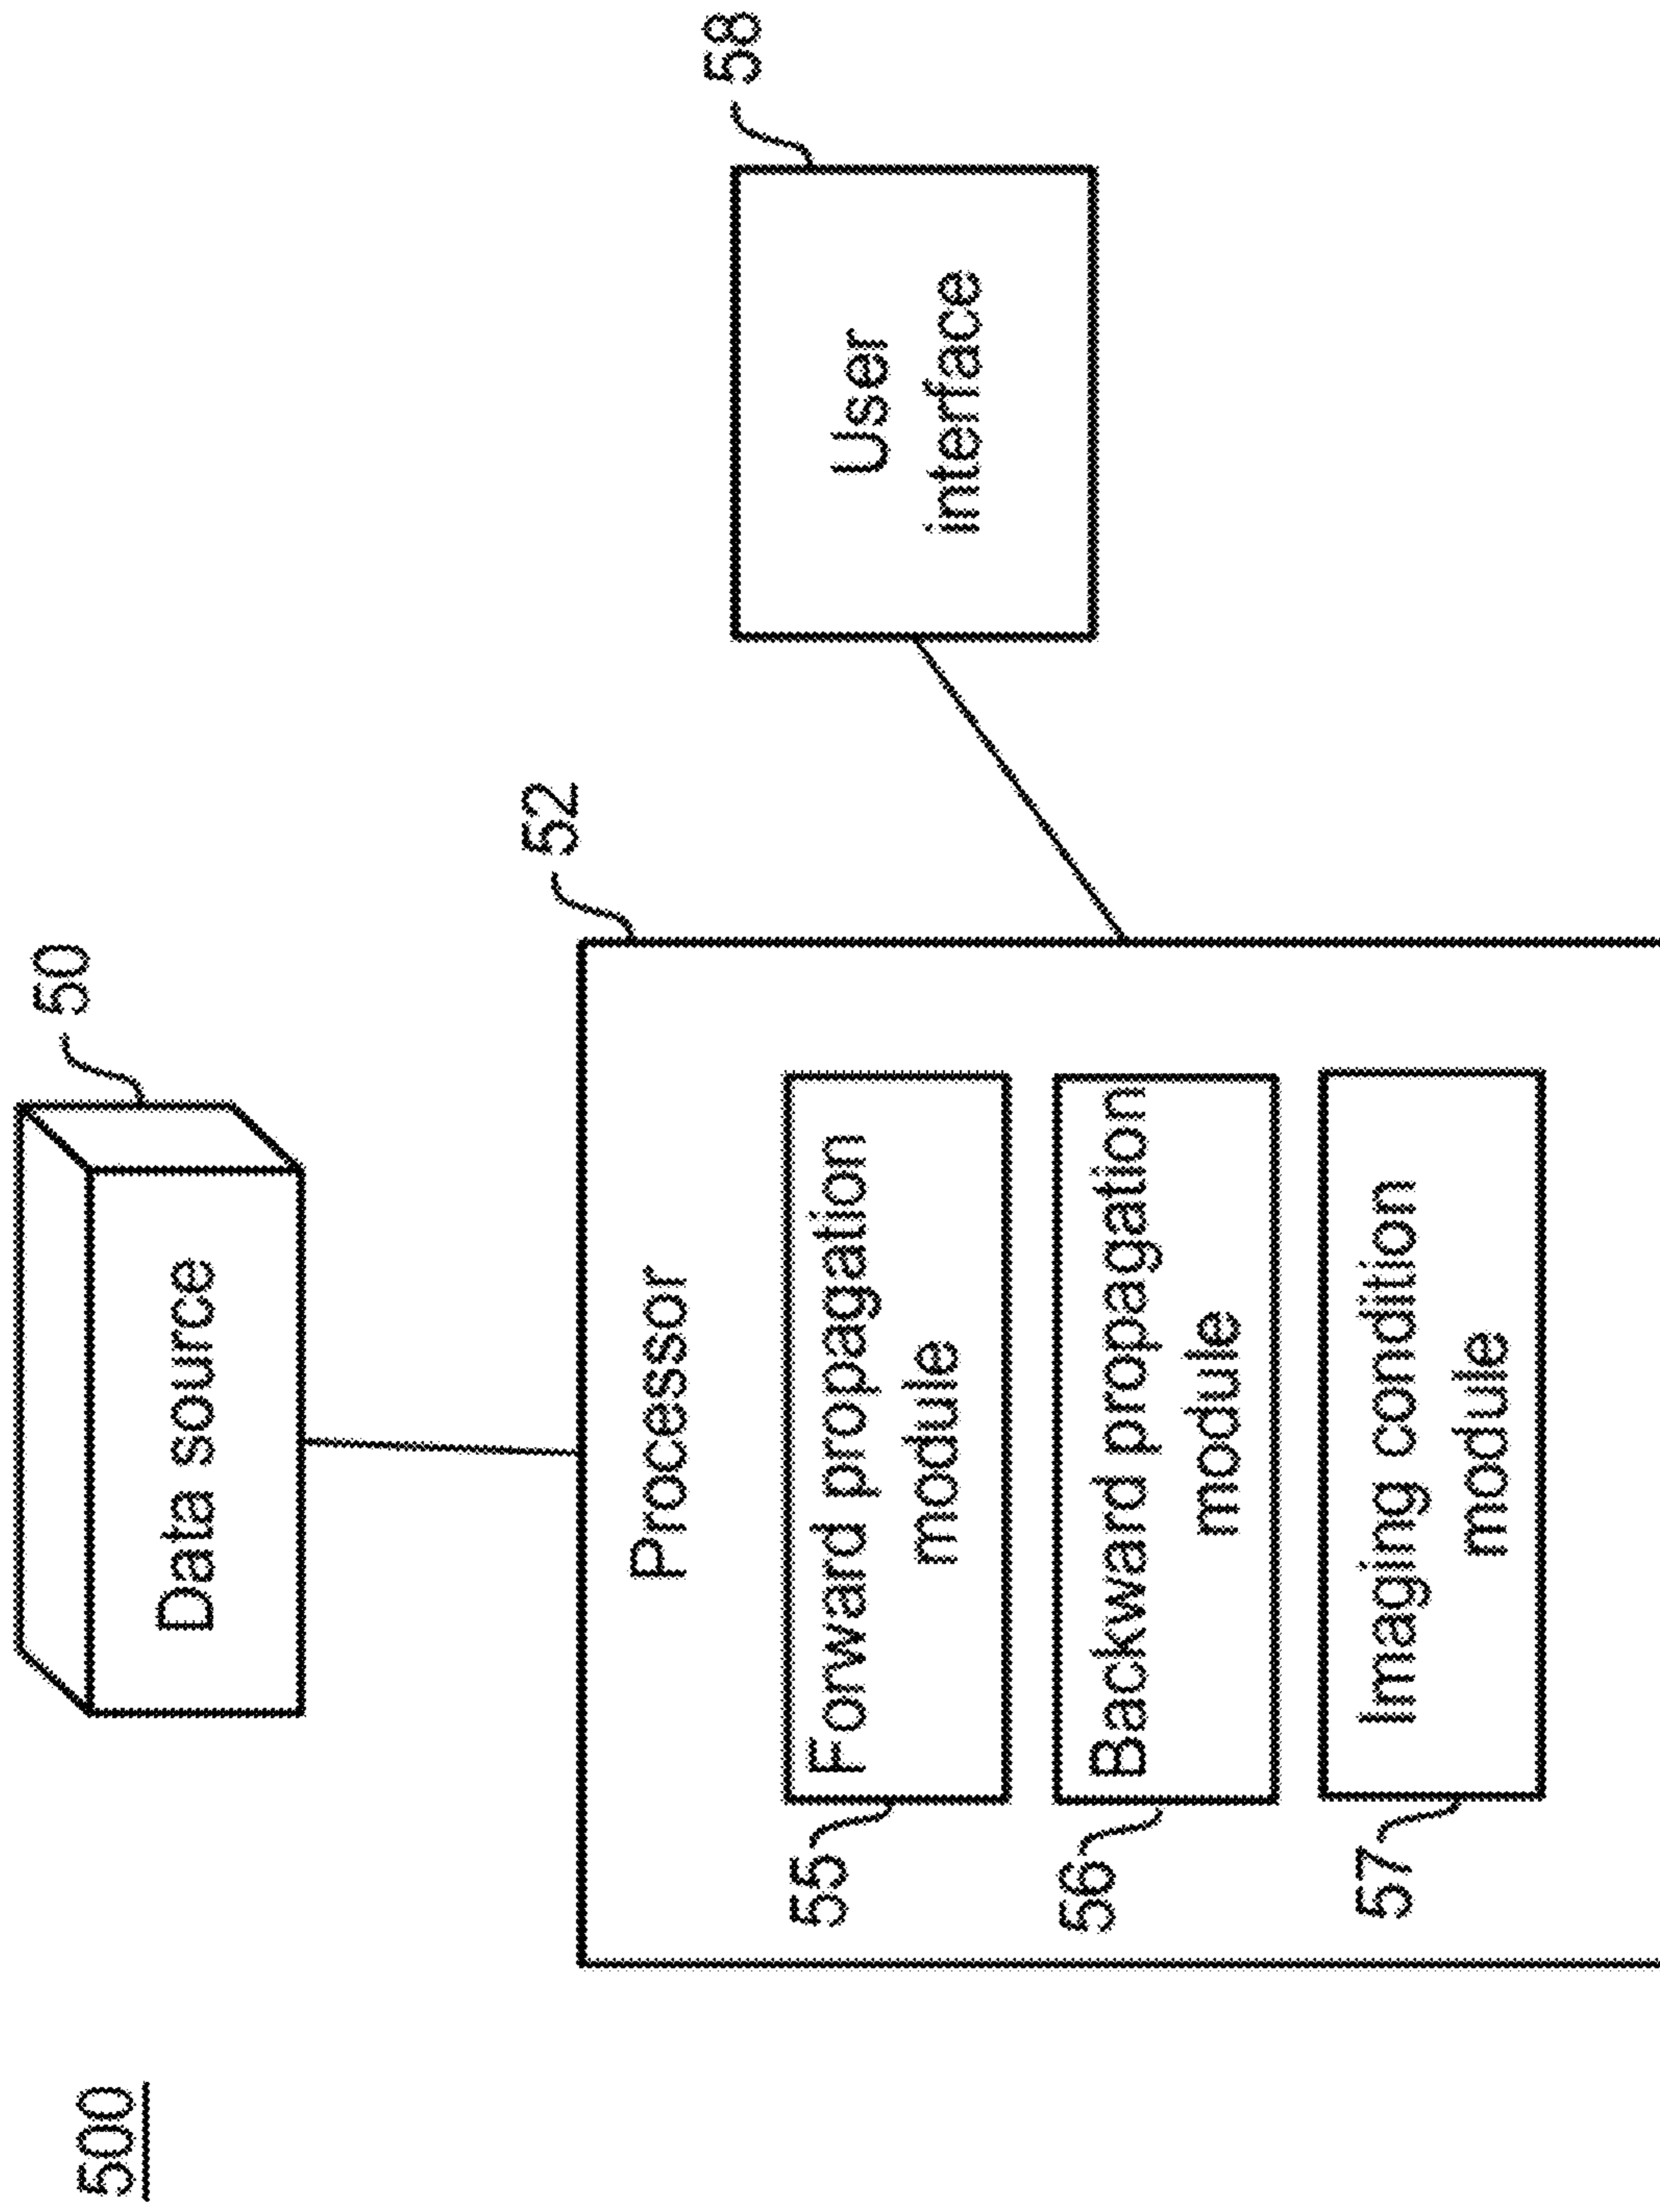 500
50
Data source
52
Processor
55
Forward propagation
module
56
Backward propagation
module
57
Imaging condition
module
58
User
interface